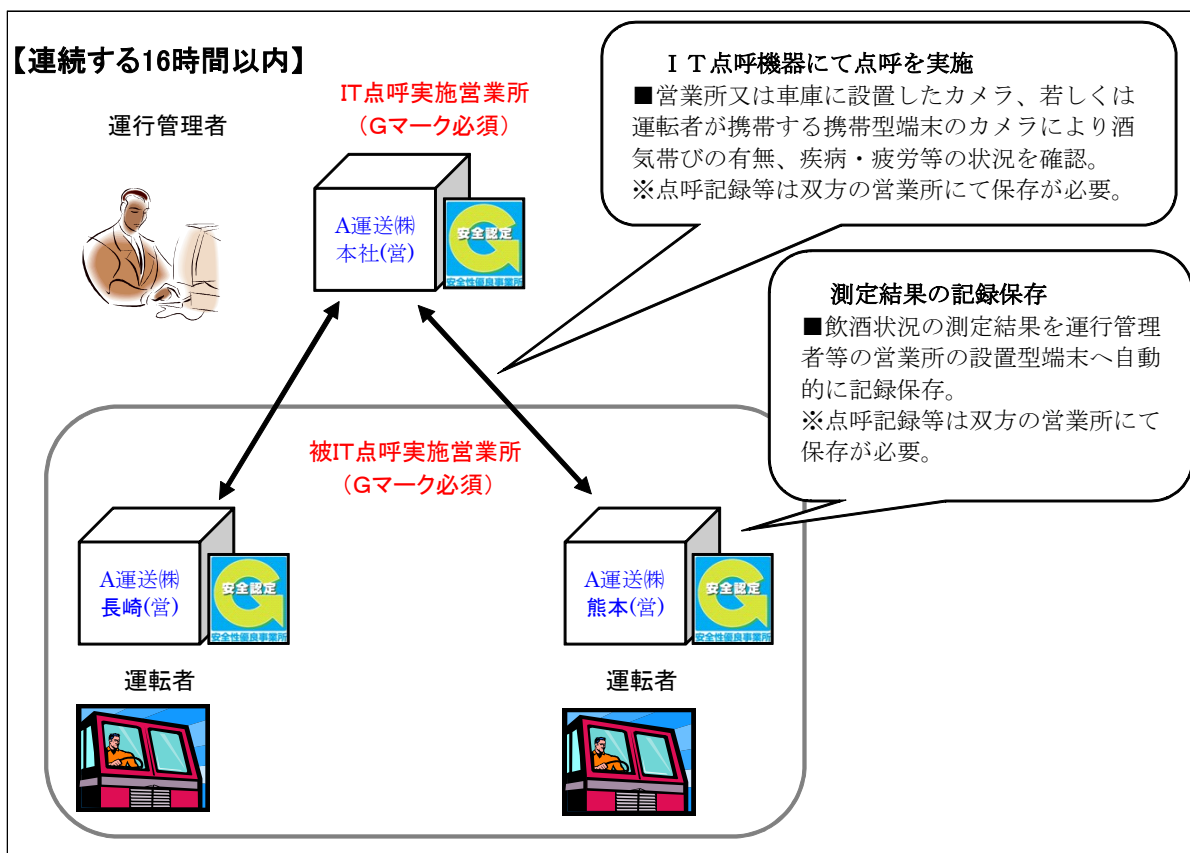 【連続する16時間以内】
運行管理者
IT点呼実施営業所
（Gマーク必須）
A運送㈱
本社(営)
安全認定
安全性優良事業所
ＩＴ点呼機器にて点呼を実施
■営業所又は車庫に設置したカメラ、若しくは
運転者が携帯する携帯型端末のカメラにより酒
気帯びの有無、疾病・疲労等の状況を確認。
※点呼記録等は双方の営業所にて保存が必要。
測定結果の記録保存
■飲酒状況の測定結果を運行管理
者等の営業所の設置型端末へ自動
的に記録保存。
※点呼記録等は双方の営業所にて
保存が必要。
被IT点呼実施営業所
（Gマーク必須）
A運送㈱
長崎(営)
安全認定
安全性優良事業所
運転者
A運送㈱
熊本(営)
安全認定
安全性優良事業所
運転者